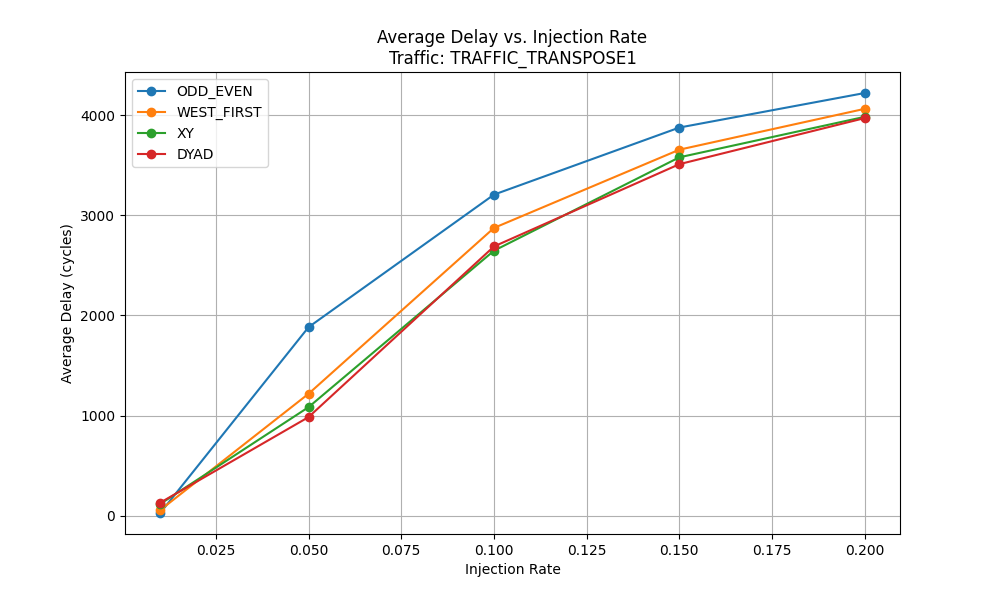 Average Delay vs. Injection Rate
Traffic: TRAFFIC_TRANSPOSE1
ODD_EVEN
WEST_FIRST
XY
DYAD
Average Delay (cycles)
4000
3000
2000
1000
0
0.025 0.050 0.075 0.100 0.125 0.150 0.175 0.200
Injection Rate